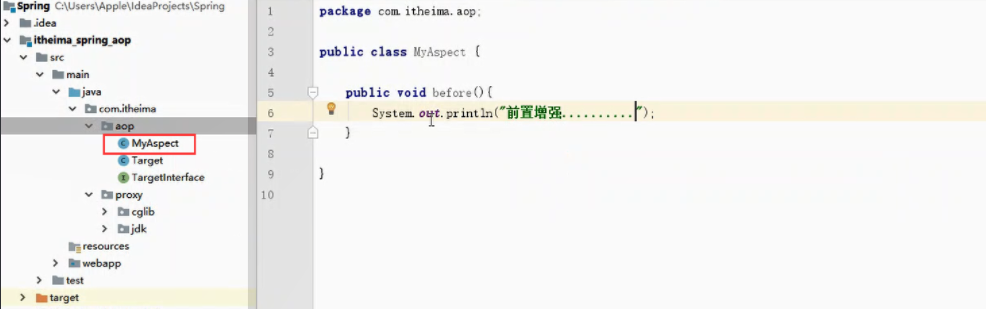 Spring C:\Users\Apple\IdeaProjects\Spring
.idea
itheima_spring_aop
src
main
java
com.itheima
aop
MyAspect
Target
TargetInterface
proxy
cglib
jdk
resources
webapp
test
target
1 package com.itheima.aop;
2
3 public class MyAspect {
4
5 public void before(){
6 System.out.println("前置增强..........");
7 }
8
9 }
10